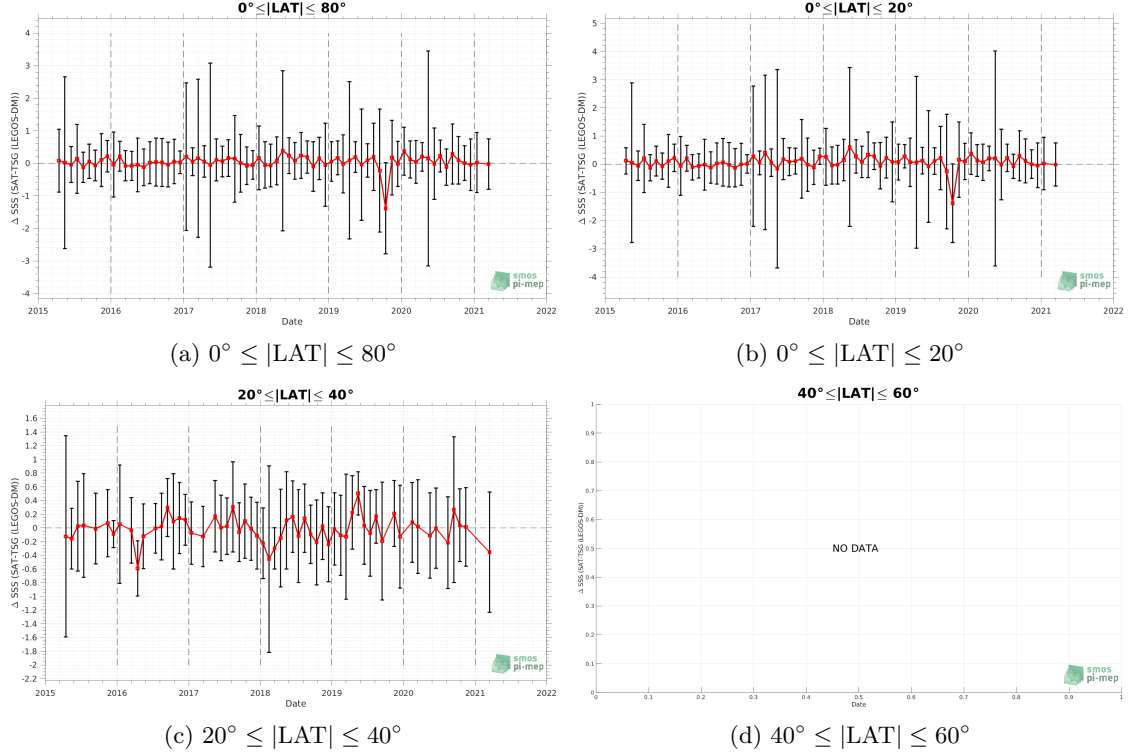 0°≤|LAT|≤ 80°
Δ SSS (SAT-TSG (LEGOS-DM))
4
3
2
1
0
-1
-2
-3
-4
2015 2016 2017 2018 2019 2020 2021 2022
Date
smos
pi-mep
(a) 0° ≤ |LAT| ≤ 80°
0°≤|LAT|≤ 20°
Δ SSS (SAT-TSG (LEGOS-DM))
5
4
3
2
1
0
-1
-2
-3
-4
2015 2016 2017 2018 2019 2020 2021 2022
Date
smos
pi-mep
(b) 0° ≤ |LAT| ≤ 20°
20°≤|LAT|≤ 40°
Δ SSS (SAT-TSG (LEGOS-DM))
1.6
1.4
1.2
1
0.8
0.6
0.4
0.2
0
-0.2
-0.4
-0.6
-0.8
-1
-1.2
-1.4
-1.6
-1.8
-2
-2.2
2015 2016 2017 2018 2019 2020 2021 2022
Date
smos
pi-mep
(c) 20° ≤ |LAT| ≤ 40°
40°≤|LAT|≤ 60°
Δ SSS (SAT-TSG (LEGOS-DM))
1
0.9
0.8
0.7
0.6
0.5
0.4
0.3
0.2
0.1
0
NO DATA
0 0.1 0.2 0.3 0.4 0.5 0.6 0.7 0.8 0.9 1
Date
smos
pi-mep
(d) 40° ≤ |LAT| ≤ 60°